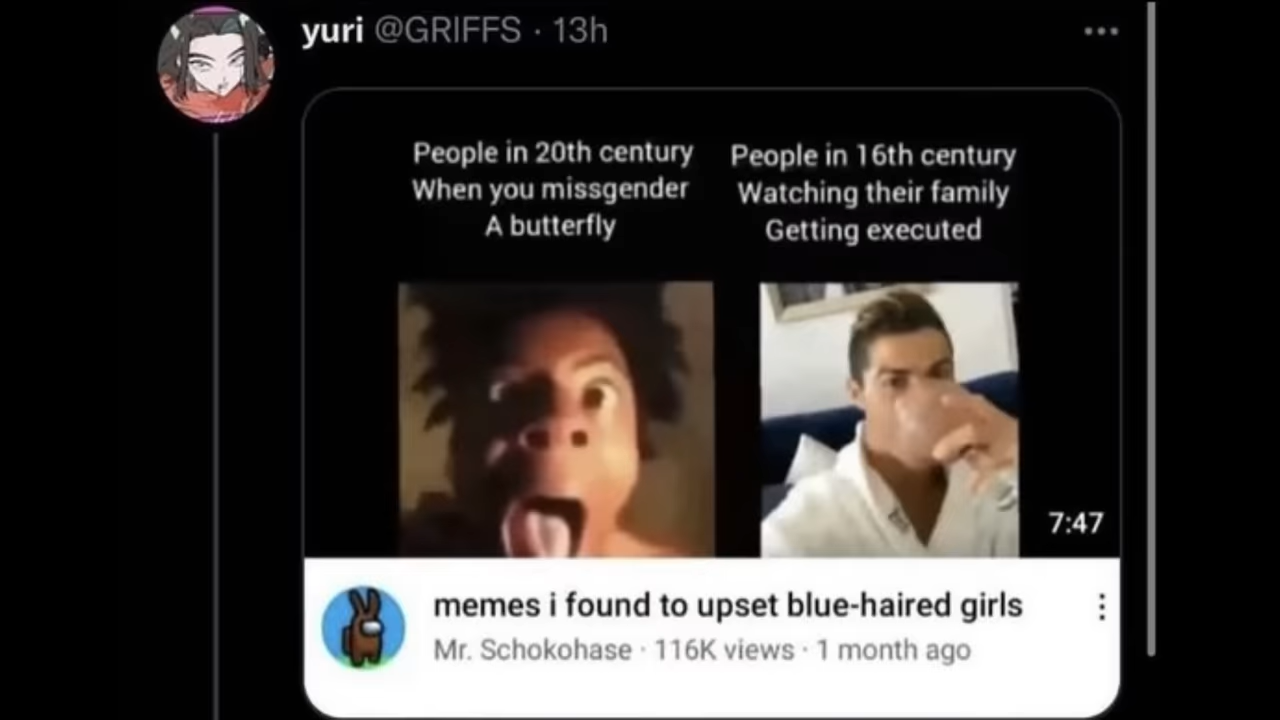 yuri @GRIFFS · 13h
People in 20th century
When you missgender
A butterfly
People in 16th century
Watching their family
Getting executed
7:47
memes i found to upset blue-haired girls
Mr. Schokohase · 116K views · 1 month ago